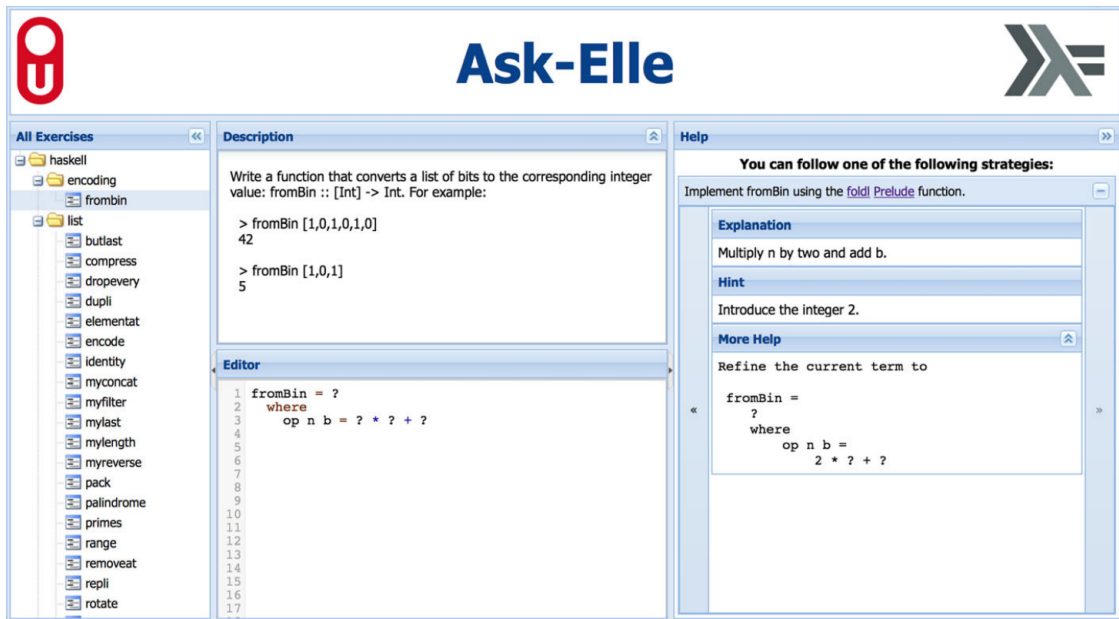 U
Ask-Elle
All Exercises
haskell
encoding
frombin
list
butlast
compress
dropevery
dupli
elementat
encode
identity
myconcat
myfilter
mylast
mylength
myreverse
pack
palindrome
primes
range
removeat
repli
rotate
Description
Write a function that converts a list of bits to the corresponding integer
value: fromBin :: [Int] -> Int. For example:
> fromBin [1,0,1,0,1,0]
42
> fromBin [1,0,1]
5
Editor
1 fromBin = ?
2 where
3 op n b = ? * ? + ?
4
5
6
7
8
9
10
11
12
13
14
15
16
17
Help
You can follow one of the following strategies:
Implement fromBin using the foldl Prelude function.
Explanation
Multiply n by two and add b.
Hint
Introduce the integer 2.
More Help
Refine the current term to
fromBin =
?
where
op n b =
2 * ? + ?